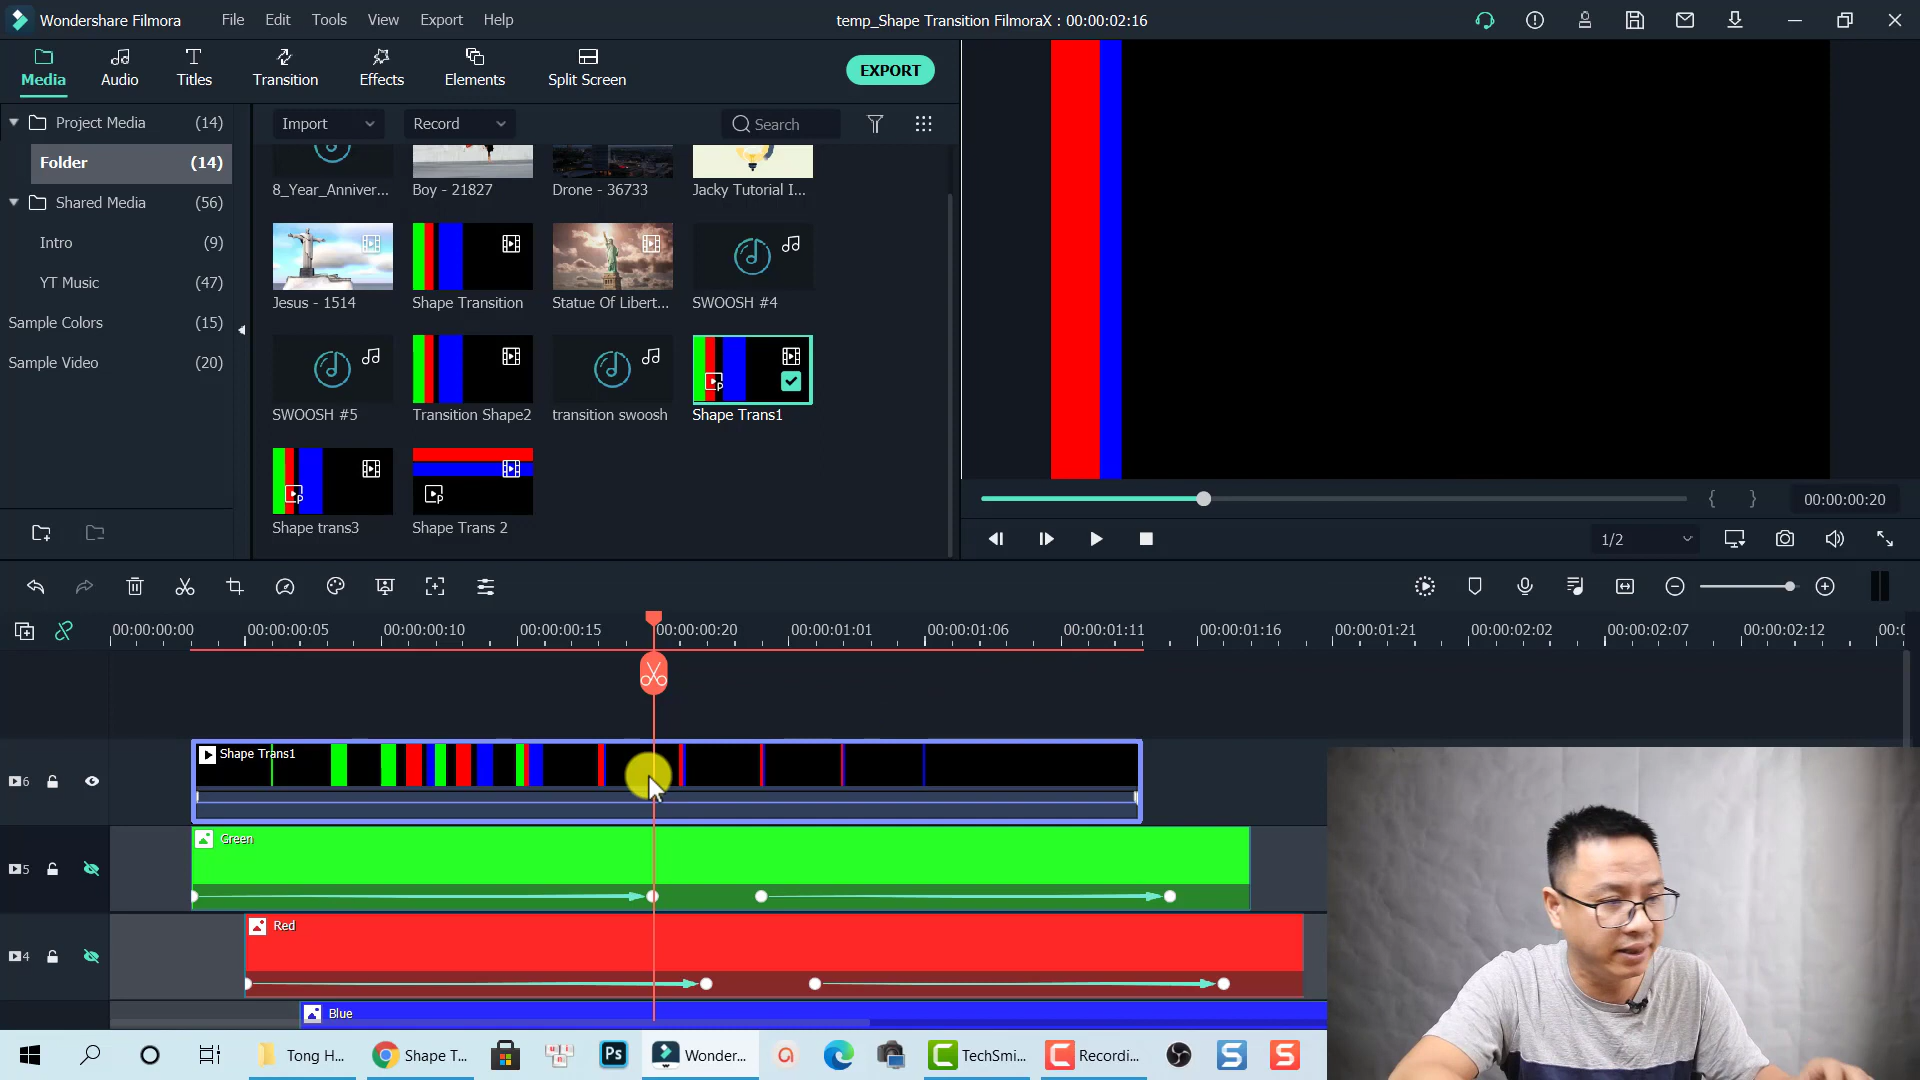 Wondershare Filmora File Edit Tools View Export Help temp_Shape Transition FilmoraX : 00:00:02:16
Media Audio Titles Transition Effects Elements Split Screen EXPORT
Project Media (14)
Folder (14)
Shared Media (56)
Intro (9)
YT Music (47)
Sample Colors (15)
Sample Video (20)
Import Record Search
8_Year_Anniver... Boy - 21827 Drone - 36733 Jacky Tutorial I...
Jesus - 1514 Shape Transition Statue Of Libert... SWOOSH #4
SWOOSH #5 Transition Shape2 transition swoosh Shape Trans1
Shape trans3 Shape Trans 2
00:00:00:20
1/2
00:00:00:00 00:00:00:05 00:00:00:10 00:00:00:15 00:00:00:20 00:00:01:01 00:00:01:06 00:00:01:11 00:00:01:16 00:00:01:21 00:00:02:02 00:00:02:07 00:00:02:12 00:0
6 Shape Trans1
5 Green
4 Red
Blue
Tong H... Shape T... Ps Wonder... TechSmi... Recordi... S S